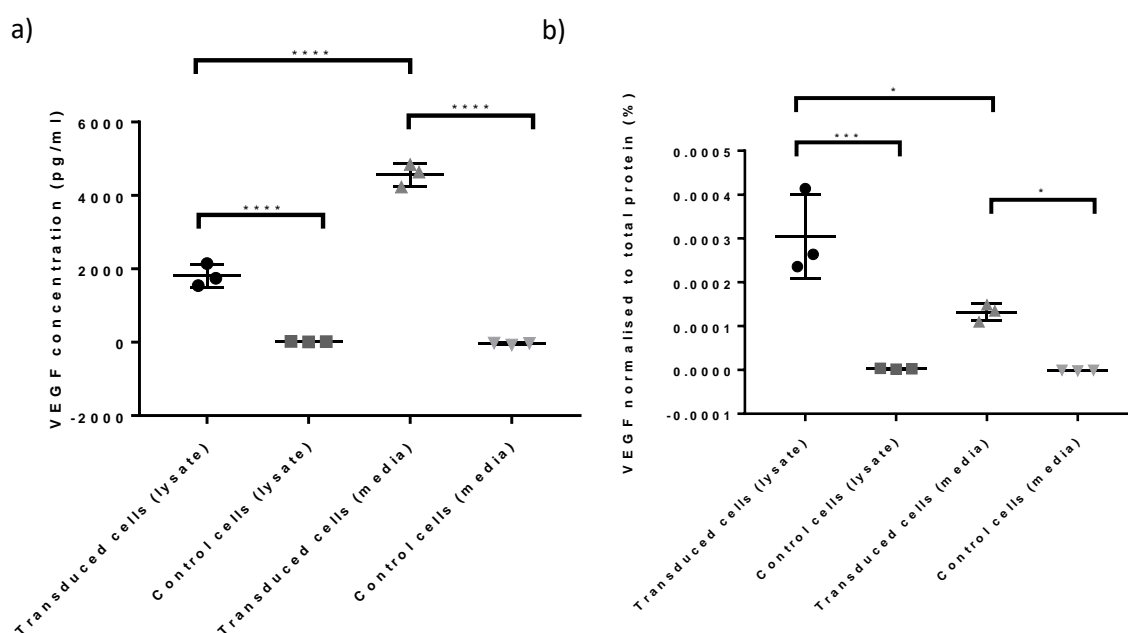 a)
****
****
****
VEGF concentration (pg/ml)
6000
4000
2000
0
-2000
Transduced cells (lysate)
Control cells (lysate)
Transduced cells (media)
Control cells (media)
b)
*
***
*
VEGF normalised to total protein (%)
0.0005
0.0004
0.0003
0.0002
0.0001
0.0000
-0.0001
Transduced cells (lysate)
Control cells (lysate)
Transduced cells (media)
Control cells (media)